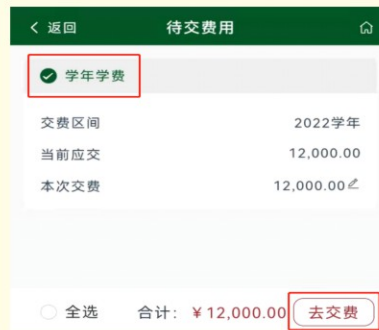 返回 待交费用
学年学费
交费区间 2022学年
当前应交 12,000.00
本次交费 12,000.00
全选 合计: ¥12,000.00 去交费